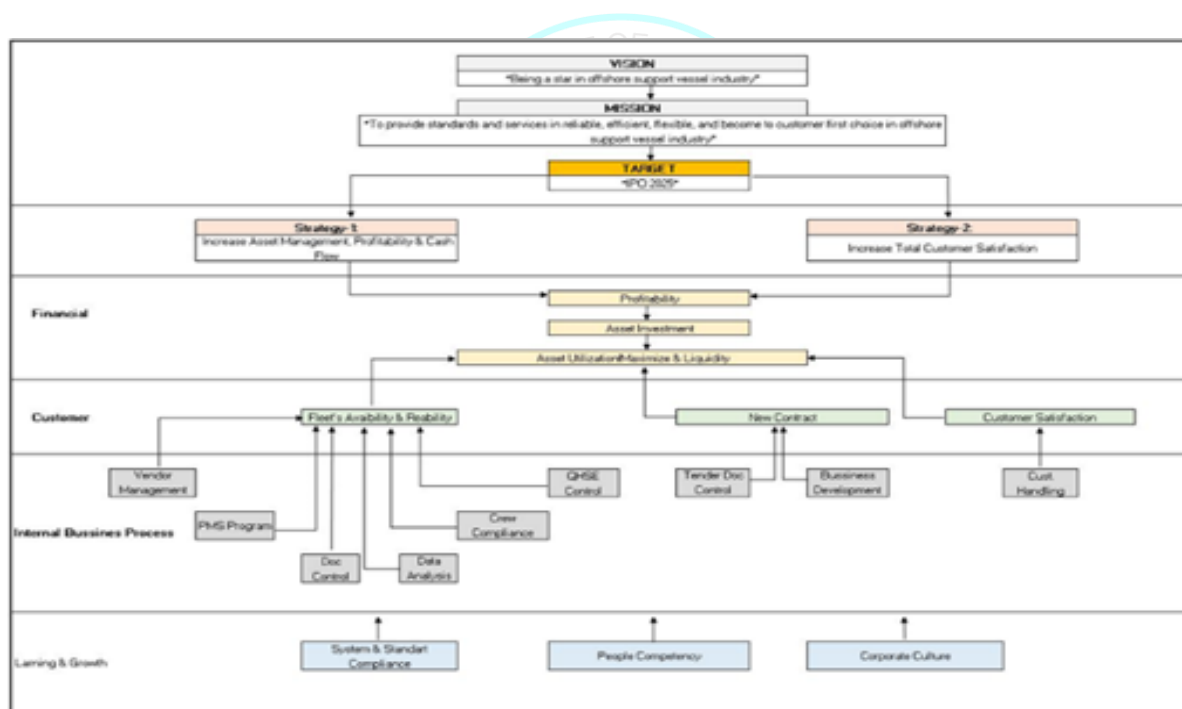 VISION
"Being a star in offshore support vessel industry"
MISSION
"To provide standards and services in reliable, efficient, flexible, and become to customer first choice in offshore
support vessel industry"
TARGET
"IPO 2025"
Strategy-1:
Increase Asset Management, Profitability & Cash
Flow
Strategy-2:
Increase Total Customer Satisfaction
Financial
Profitability
Asset Investment
Asset Utilization/Maximize & Liquidity
Customer
Fleet's Avaibility & Reability
New Contract
Customer Satisfaction
Vendor
Management
QHSE
Control
Tender Doc
Control
Bussiness
Development
Cust.
Handling
Internal Bussines Process
PMS Program
Crew
Compliance
Doc
Control
Data
Analysis
Larning & Growth
System & Standart
Compliance
People Competency
Corporate Culture